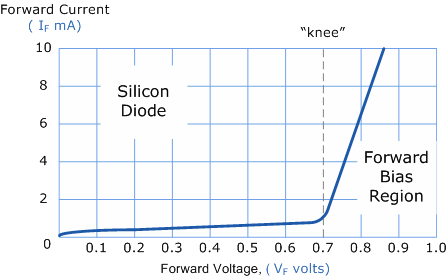 Forward Current
( IF mA)
"knee"
10
8
6
4
2
0
Silicon
Diode
Forward
Bias
Region
0.1 0.2 0.3 0.4 0.5 0.6 0.7 0.8 0.9 1.0
Forward Voltage, ( VF volts)